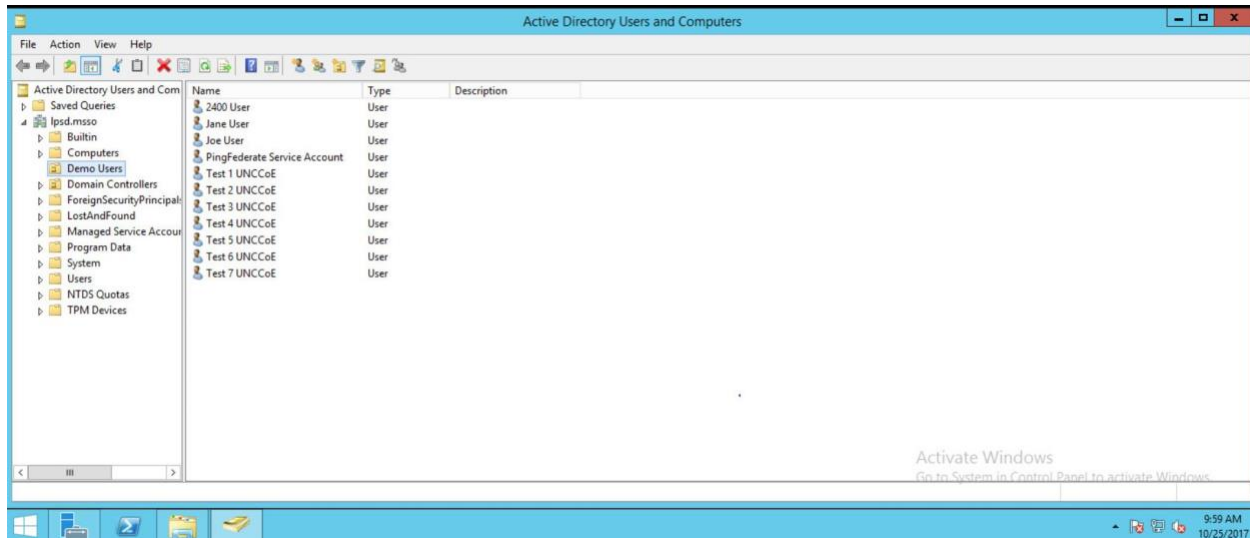 Active Directory Users and Computers
File Action View Help
Active Directory Users and Com
Saved Queries
lpsd.msso
Builtin
Computers
Demo Users
Domain Controllers
ForeignSecurityPrincipals
LostAndFound
Managed Service Accour
Program Data
System
Users
NTDS Quotas
TPM Devices
Name Type Description
2400 User User
Jane User User
Joe User User
PingFederate Service Account User
Test 1 UNCCoE User
Test 2 UNCCoE User
Test 3 UNCCoE User
Test 4 UNCCoE User
Test 5 UNCCoE User
Test 6 UNCCoE User
Test 7 UNCCoE User
Activate Windows
Go to System in Control Panel to activate Windows.
9:59 AM
10/25/2017